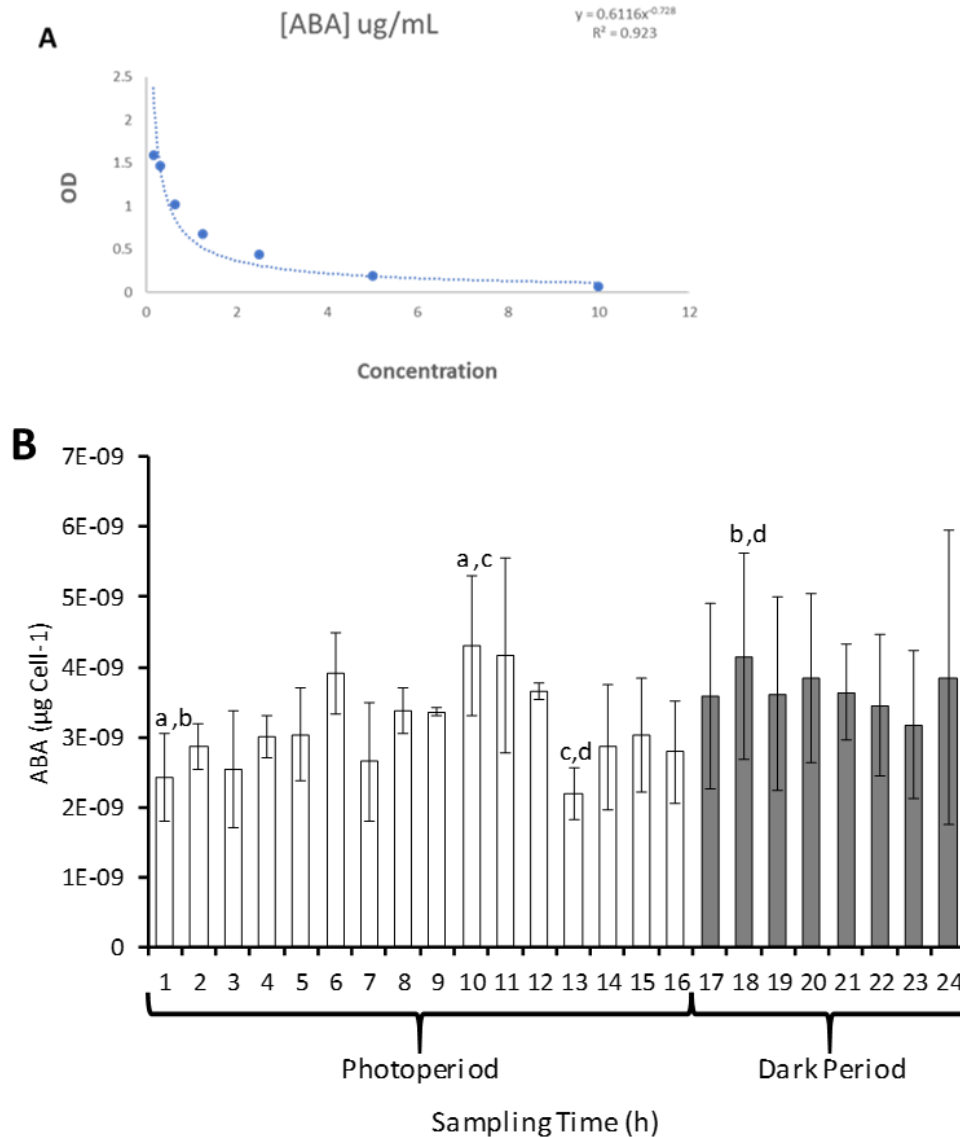 A
[ABA] ug/mL
y = 0.6116x^-0.728
R² = 0.923
2.5
2
1.5
1
0.5
0
OD
0 2 4 6 8 10 12
Concentration
B
7E-09
6E-09
5E-09
4E-09
3E-09
2E-09
1E-09
0
ABA (µg Cell-1)
a,b
a,c
c,d
b,d
1 2 3 4 5 6 7 8 9 10 11 12 13 14 15 16 17 18 19 20 21 22 23 24
Photoperiod Dark Period
Sampling Time (h)